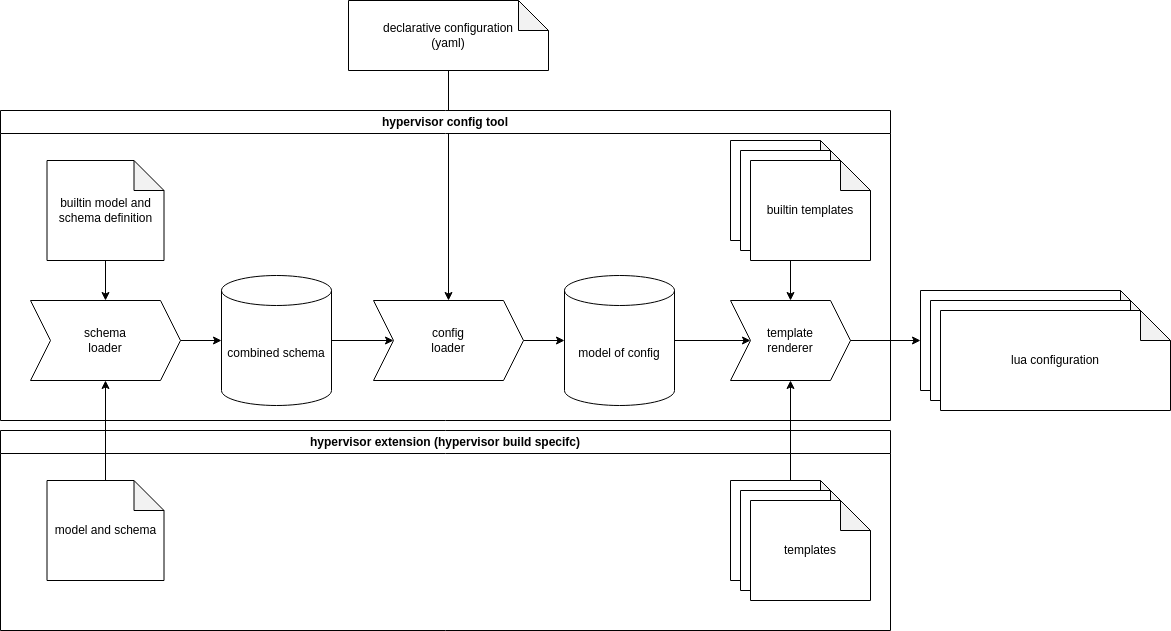 declarative configuration
(yaml)
hypervisor config tool
builtin model and
schema definition
builtin templates
schema
loader
combined schema
config
loader
model of config
template
renderer
lua configuration
hypervisor extension (hypervisor build specifc)
model and schema
templates